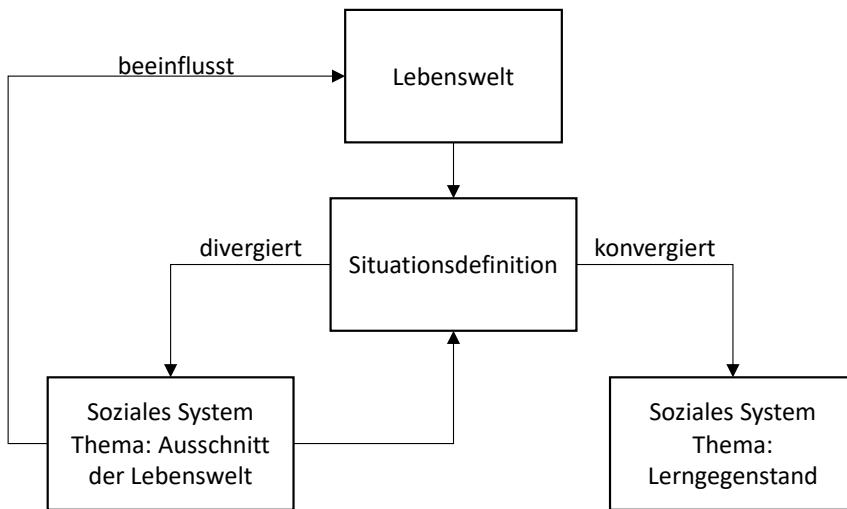 beeinflusst
Lebenswelt
divergiert
Situationsdefinition
konvergiert
Soziales System
Thema: Ausschnitt
der Lebenswelt
Soziales System
Thema:
Lerngegenstand